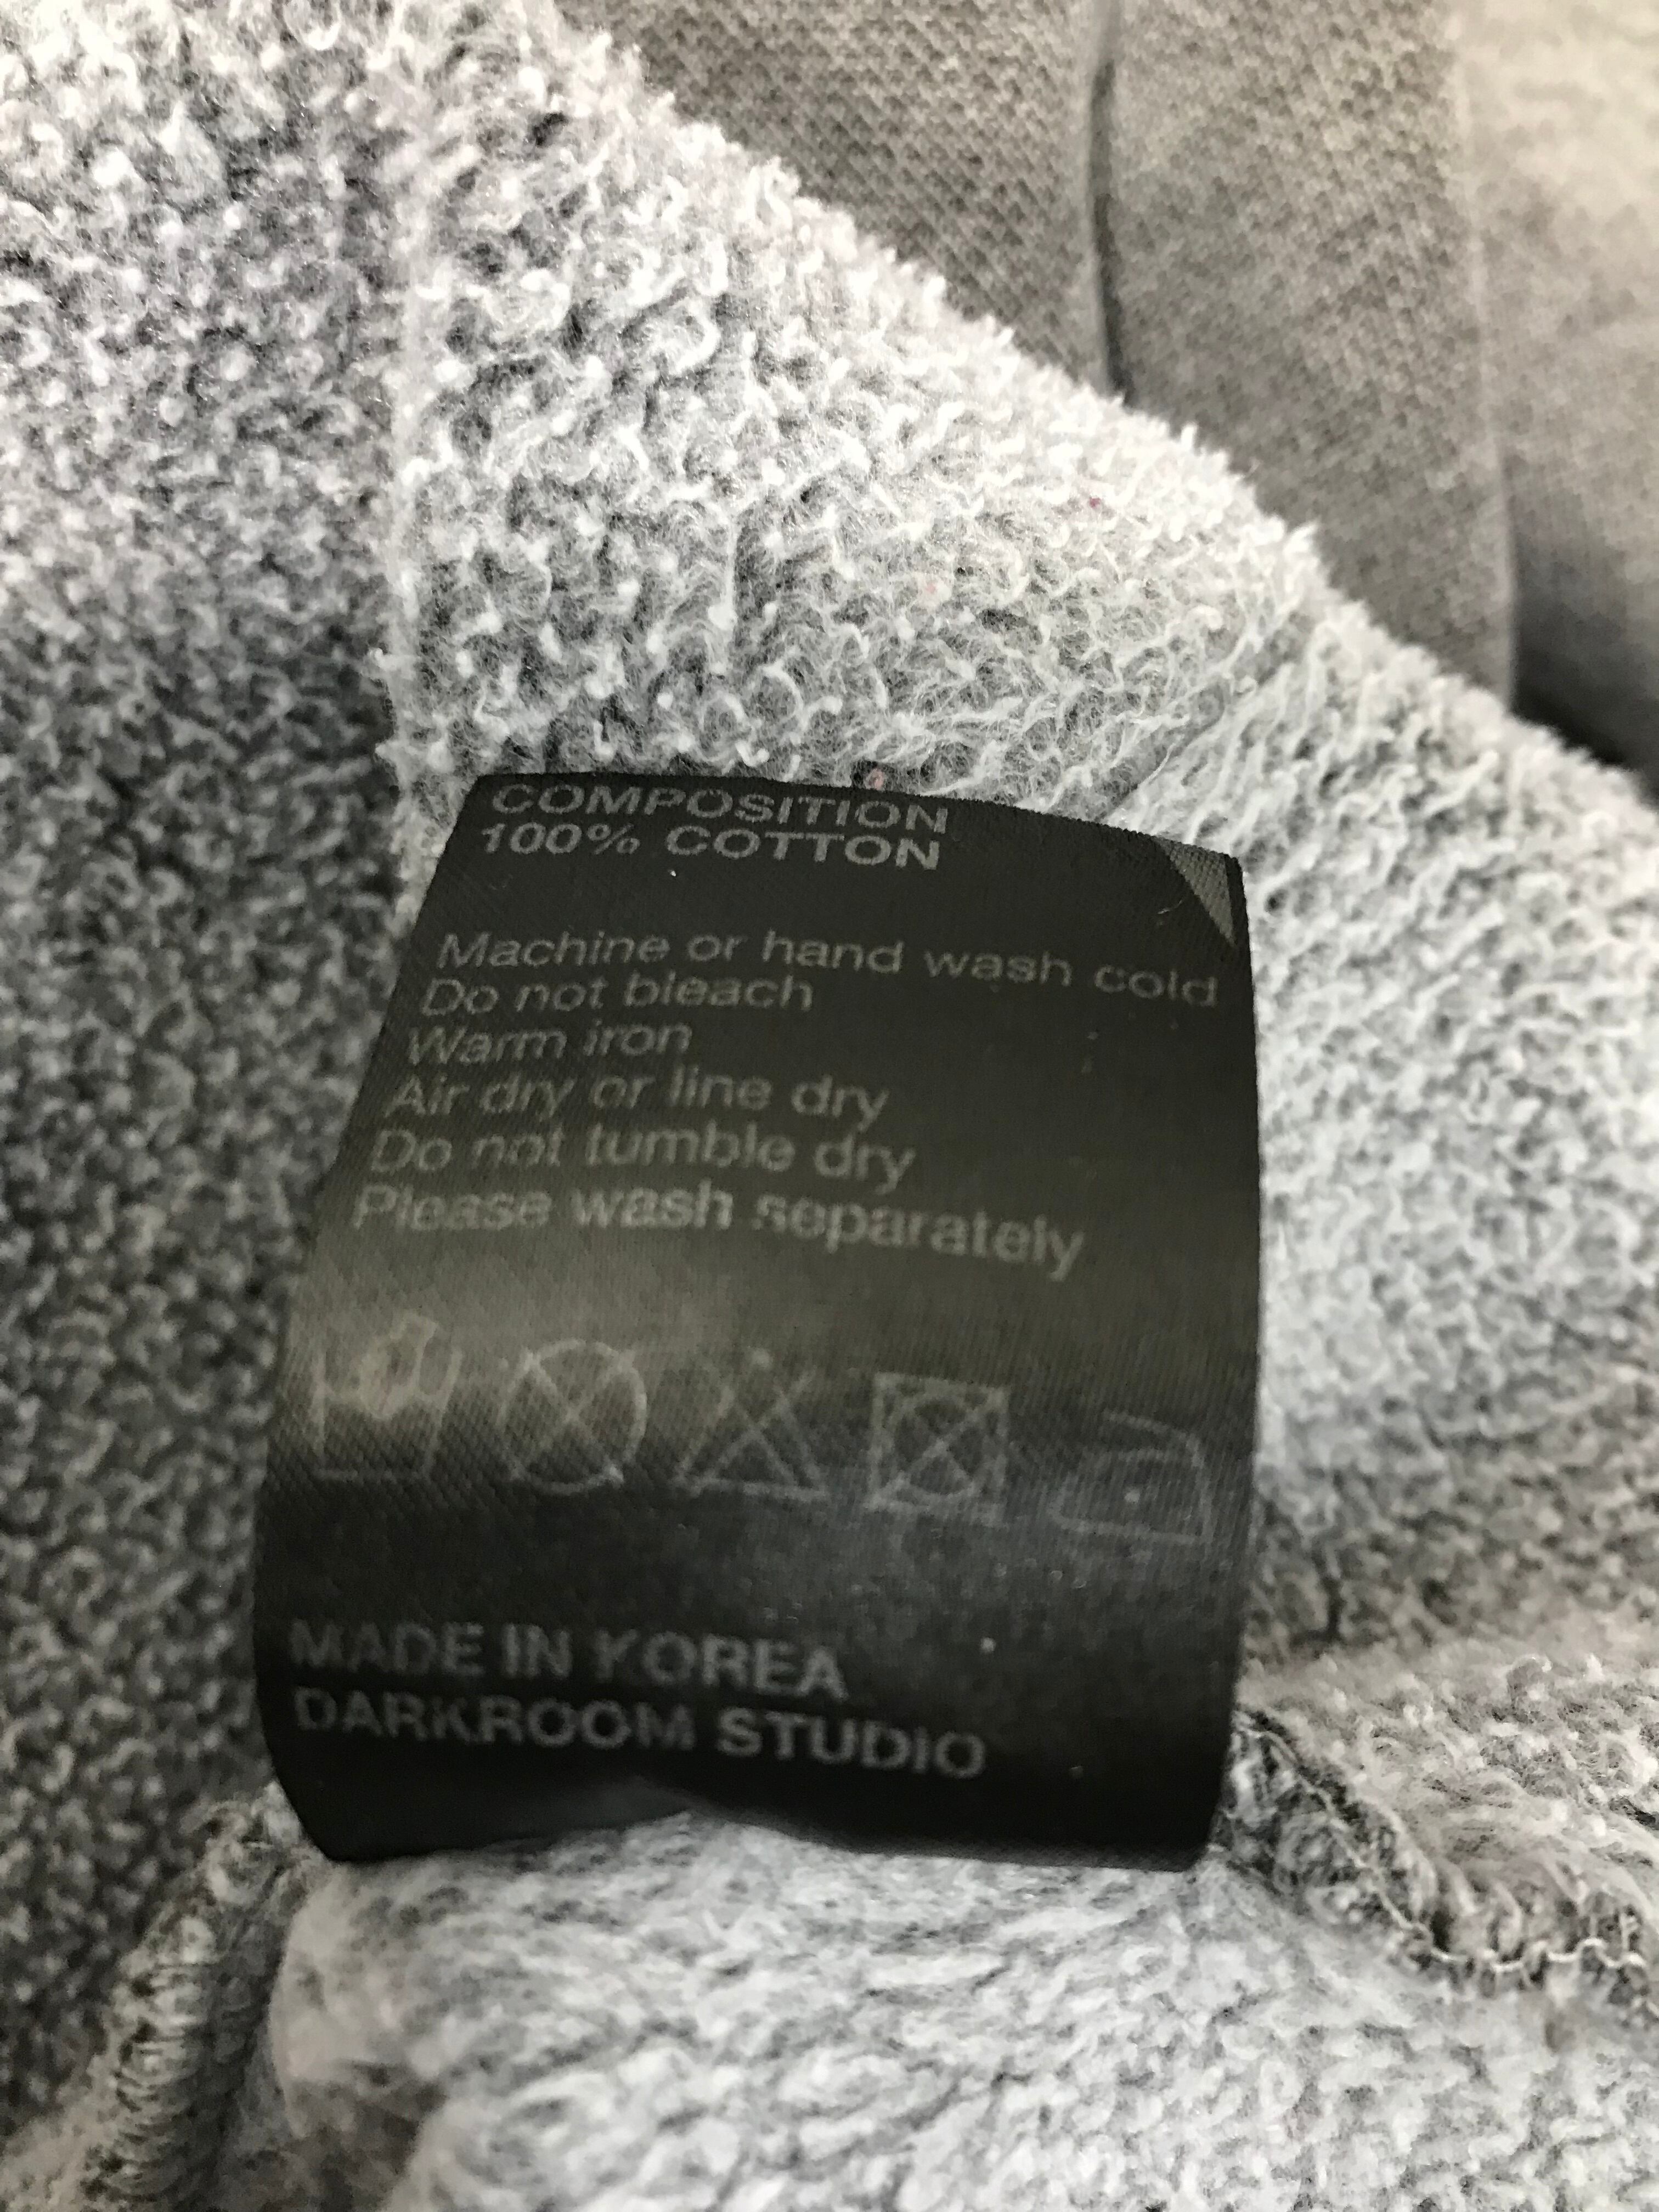 COMPOSITION
100% COTTON
Machine or hand wash cold
Do not bleach
Warm iron
Air dry or line dry
Do not tumble dry
Please wash separately
MADE IN KOREA
DARKROOM STUDIO